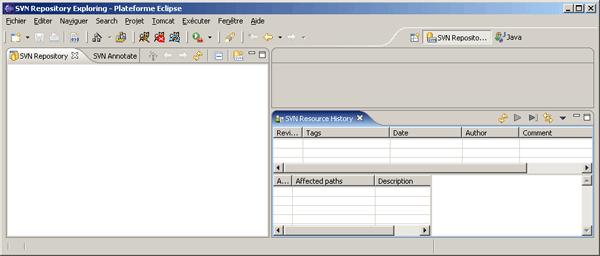 SVN Repository Exploring - Plateforme Eclipse
Fichier Editer Naviguer Search Projet Tomcat Exécuter Fenêtre Aide
SVN Reposito... Java
SVN Repository SVN Annotate
SVN Resource History
Revi... Tags Date Author Comment
A... Affected paths Description